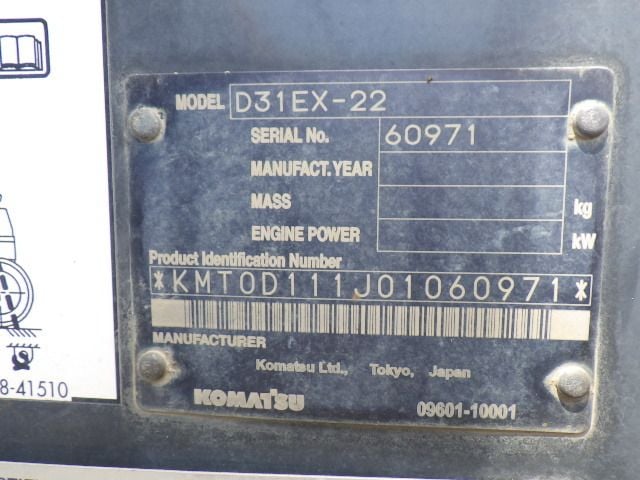 MODEL D31EX-22
SERIAL No. 60971
MANUFACT. YEAR
MASS kg
ENGINE POWER kW
Product Identification Number
*KMT0D111J01060971*
MANUFACTURER
Komatsu Ltd., Tokyo, Japan
KOMATSU 09601-10001
8-41510